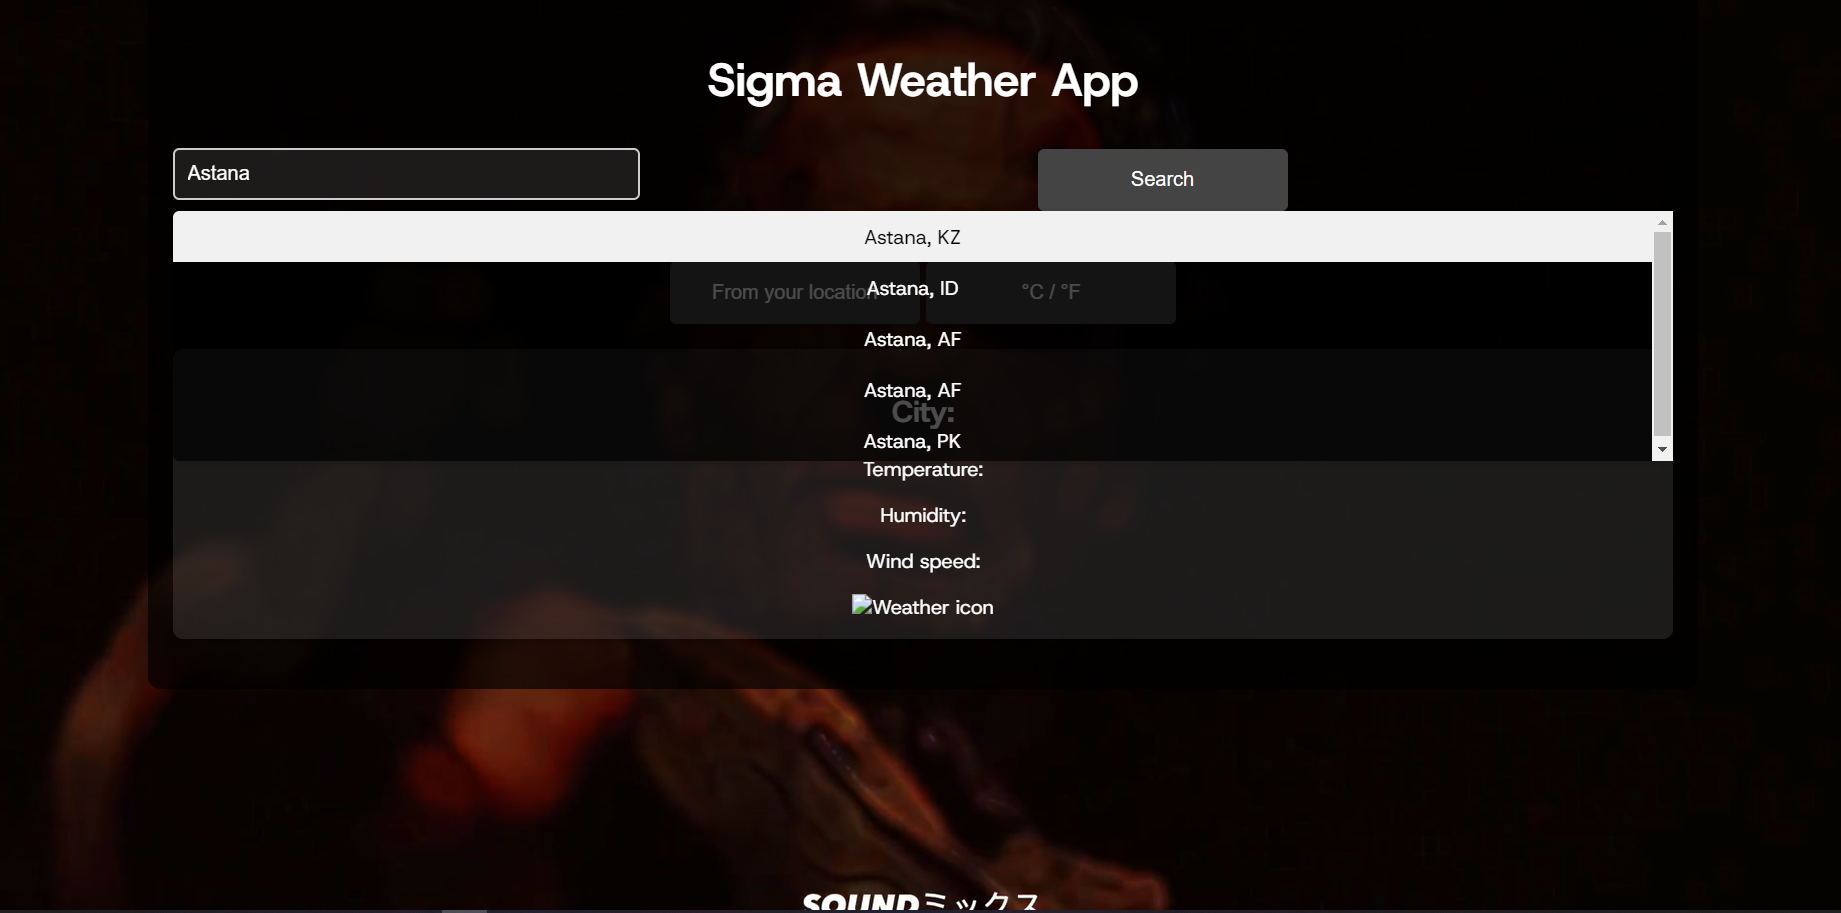 Sigma Weather App
Astana
Search
Astana, KZ
Astana, ID
From your location
°C / °F
Astana, AF
Astana, AF
City:
Astana, PK
Temperature:
Humidity:
Wind speed:
Weather icon
SOUNDミックス